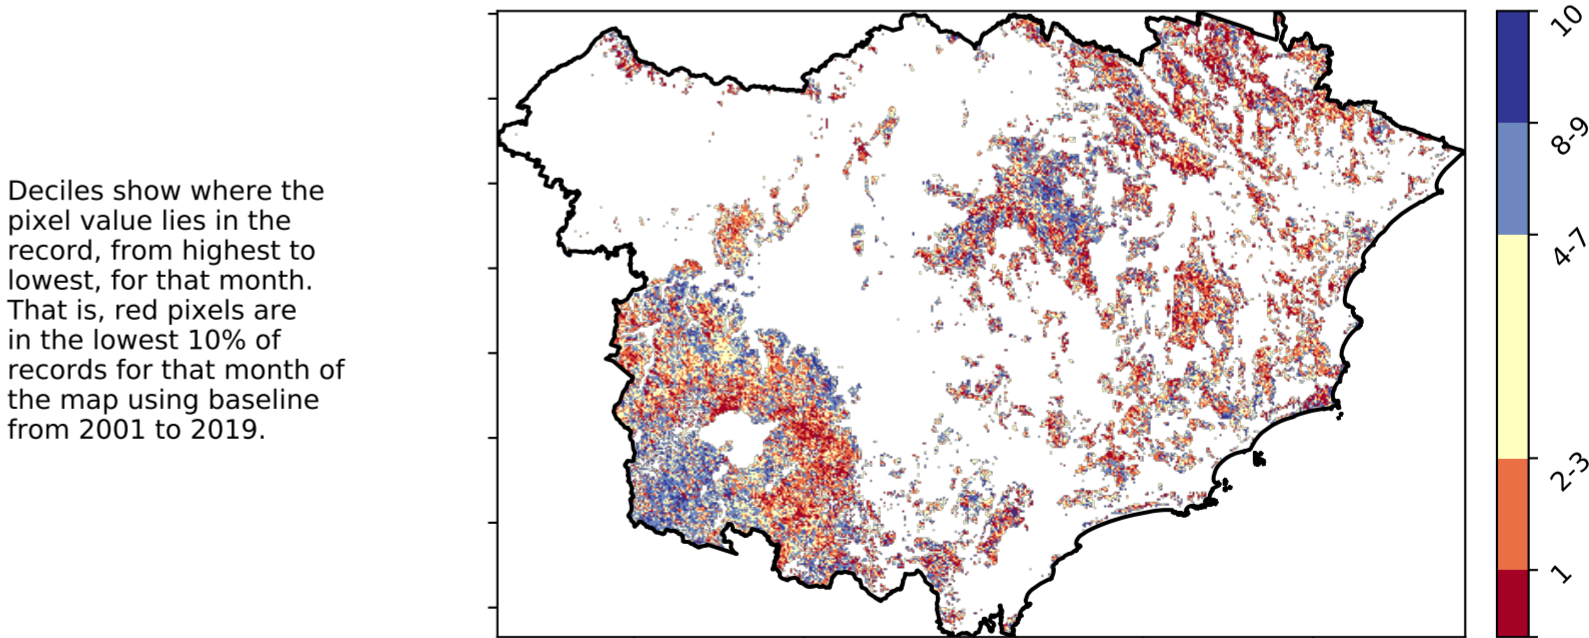 Deciles show where the
pixel value lies in the
record, from highest to
lowest, for that month.
That is, red pixels are
in the lowest 10% of
records for that month of
the map using baseline
from 2001 to 2019.
10
8-9
4-7
2-3
1